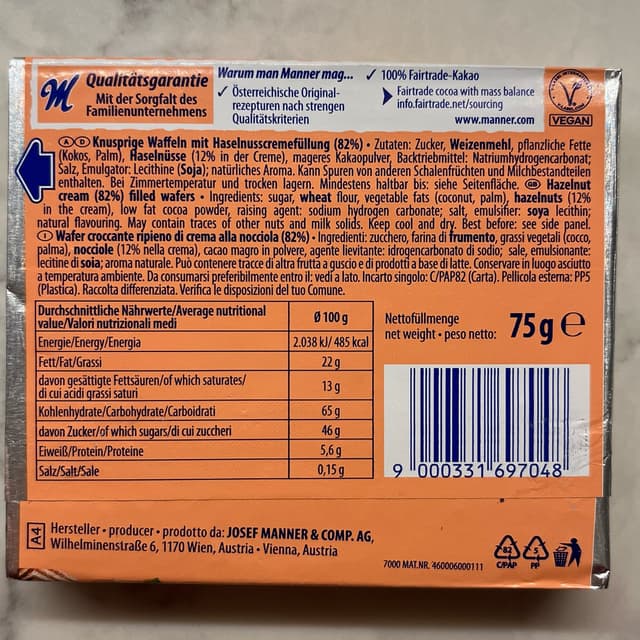 M
Qualitätsgarantie
Mit der Sorgfalt des
Familienunternehmens
Warum man Manner mag...
✓ Österreichische Original-
rezepturen nach strengen
Qualitätskriterien
✓ 100% Fairtrade-Kakao
Fairtrade cocoa with mass balance
info.fairtrade.net/sourcing
www.manner.com
VEGAN
Ⓐ Ⓓ Knusprige Waffeln mit Haselnusscremefüllung (82%) • Zutaten: Zucker, Weizenmehl, pflanzliche Fette
(Kokos, Palm), Haselnüsse (12% in der Creme), mageres Kakaopulver, Backtriebmittel: Natriumhydrogencarbonat;
Salz, Emulgator: Lecithine (Soja); natürliches Aroma. Kann Spuren von anderen Schalenfrüchten und Milchbestandteilen
enthalten. Bei Zimmertemperatur und trocken lagern. Mindestens haltbar bis: siehe Seitenfläche. GB Hazelnut
cream (82%) filled wafers • Ingredients: sugar, wheat flour, vegetable fats (coconut, palm), hazelnuts (12%
in the cream), low fat cocoa powder, raising agent: sodium hydrogen carbonate; salt, emulsifier: soya lecithin;
natural flavouring. May contain traces of other nuts and milk solids. Keep cool and dry. Best before: see side panel.
Ⓘ Wafer croccante ripieno di crema alla nocciola (82%) • Ingredienti: zucchero, farina di frumento, grassi vegetali (cocco,
palma), nocciole (12% nella crema), cacao magro in polvere, agente lievitante: idrogencarbonato di sodio; sale, emulsionante:
lecitine di soia; aroma naturale. Può contenere tracce di altra frutta a guscio e di prodotti a base di latte. Conservare in luogo asciutto
a temperatura ambiente. Da consumarsi preferibilmente entro il: vedi a lato. Incarto singolo: C/PAP82 (Carta). Pellicola esterna: PP5
(Plastica). Raccolta differenziata. Verifica le disposizioni del tuo Comune.
Durchschnittliche Nährwerte/Average nutritional
value/Valori nutrizionali medi
Ø 100 g
Energie/Energy/Energia 2.038 kJ/ 485 kcal
Fett/Fat/Grassi 22 g
davon gesättigte Fettsäuren/of which saturates/
di cui acidi grassi saturi 13 g
Kohlenhydrate/Carbohydrate/Carboidrati 65 g
davon Zucker/of which sugars/di cui zuccheri 46 g
Eiweiß/Protein/Proteine 5,6 g
Salz/Salt/Sale 0,15 g
Nettofüllmenge
net weight • peso netto: 75 g e
9 000331 697048
A4
Hersteller • producer • prodotto da: JOSEF MANNER & COMP. AG,
Wilhelminenstraße 6, 1170 Wien, Austria • Vienna, Austria
7000 MAT.NR. 460006000111
82
C/PAP
5
PP